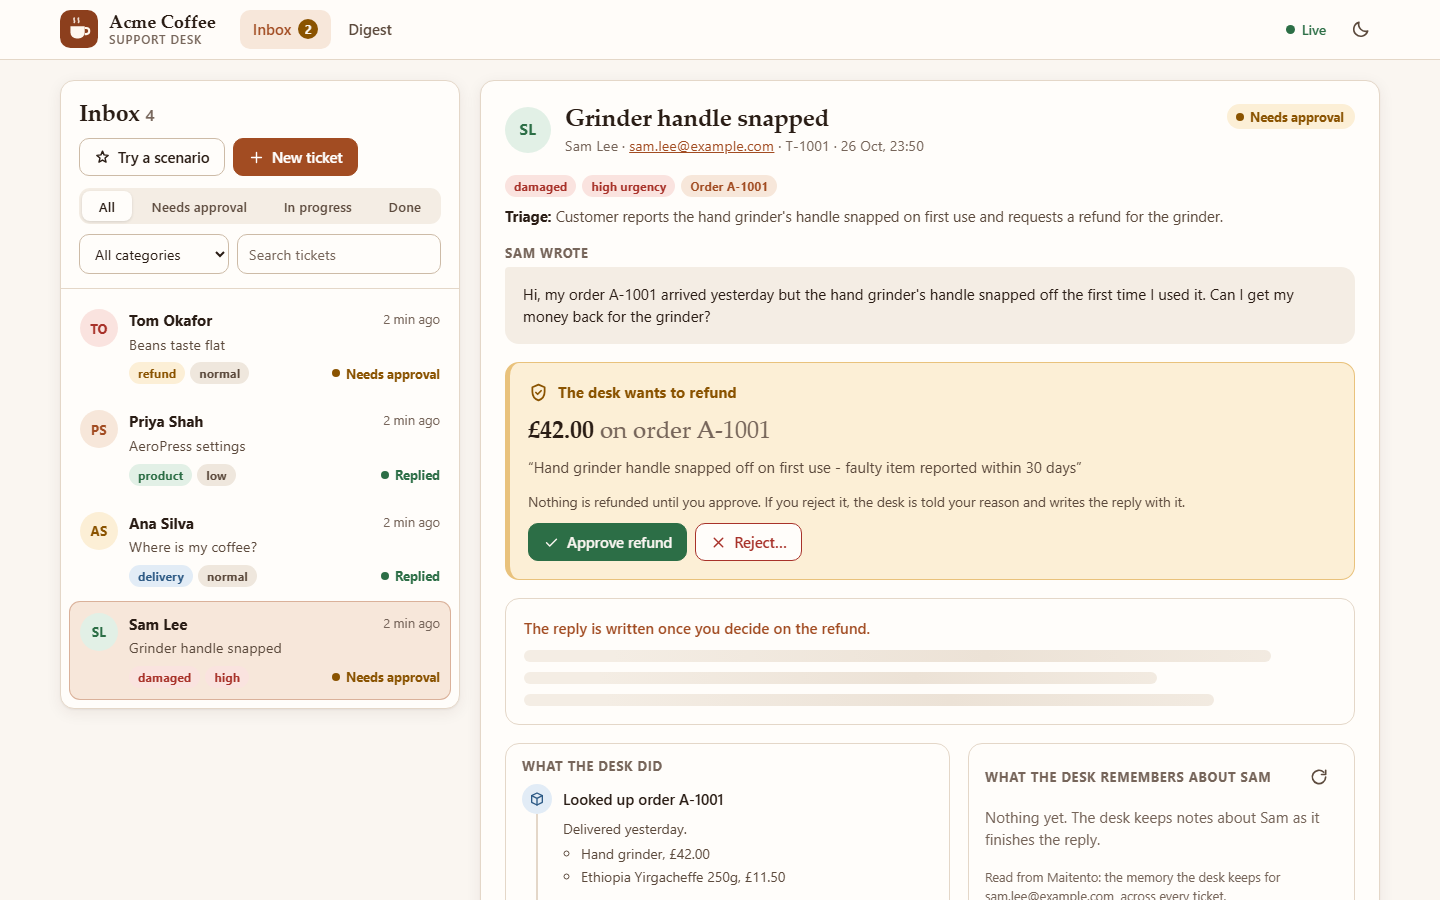 Acme Coffee
SUPPORT DESK
Inbox 2
Digest
Live
Inbox 4
Try a scenario
New ticket
All
Needs approval
In progress
Done
All categories
Search tickets
TO
Tom Okafor
2 min ago
Beans taste flat
refund
normal
Needs approval
PS
Priya Shah
2 min ago
AeroPress settings
product
low
Replied
AS
Ana Silva
2 min ago
Where is my coffee?
delivery
normal
Replied
SL
Sam Lee
2 min ago
Grinder handle snapped
damaged
high
Needs approval
SL
Grinder handle snapped
Needs approval
Sam Lee · sam.lee@example.com · T-1001 · 26 Oct, 23:50
damaged
high urgency
Order A-1001
Triage: Customer reports the hand grinder's handle snapped on first use and requests a refund for the grinder.
SAM WROTE
Hi, my order A-1001 arrived yesterday but the hand grinder's handle snapped off the first time I used it. Can I get my
money back for the grinder?
The desk wants to refund
£42.00 on order A-1001
“Hand grinder handle snapped off on first use - faulty item reported within 30 days”
Nothing is refunded until you approve. If you reject it, the desk is told your reason and writes the reply with it.
Approve refund
Reject...
The reply is written once you decide on the refund.
WHAT THE DESK DID
Looked up order A-1001
Delivered yesterday.
Hand grinder, £42.00
Ethiopia Yirgacheffe 250g, £11.50
WHAT THE DESK REMEMBERS ABOUT SAM
Nothing yet. The desk keeps notes about Sam as it
finishes the reply.
Read from Maitento: the memory the desk keeps for
sam.lee@example.com, across every ticket.